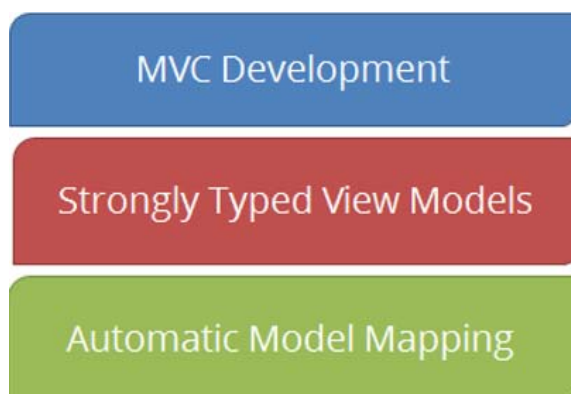 MVC Development
Strongly Typed View Models
Automatic Model Mapping